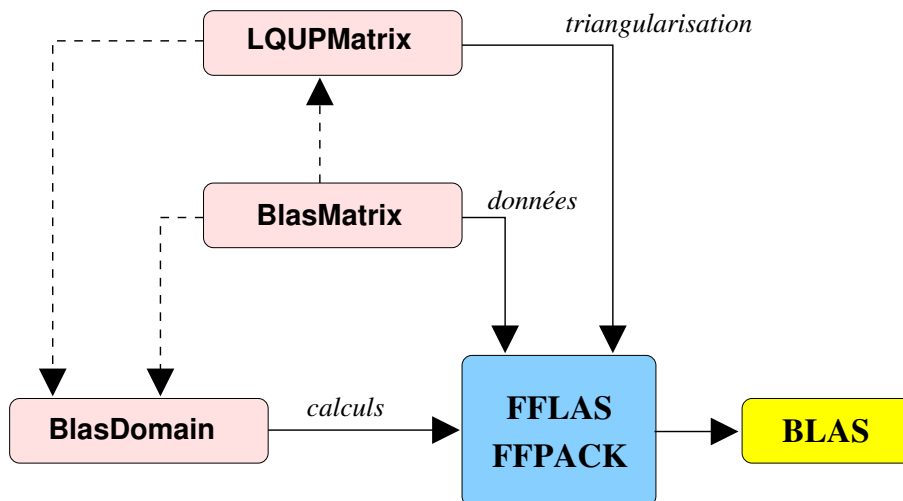 triangularisation
LQUPMatrix
BlasMatrix
données
BlasDomain
calculs
FFLAS
FFPACK
BLAS